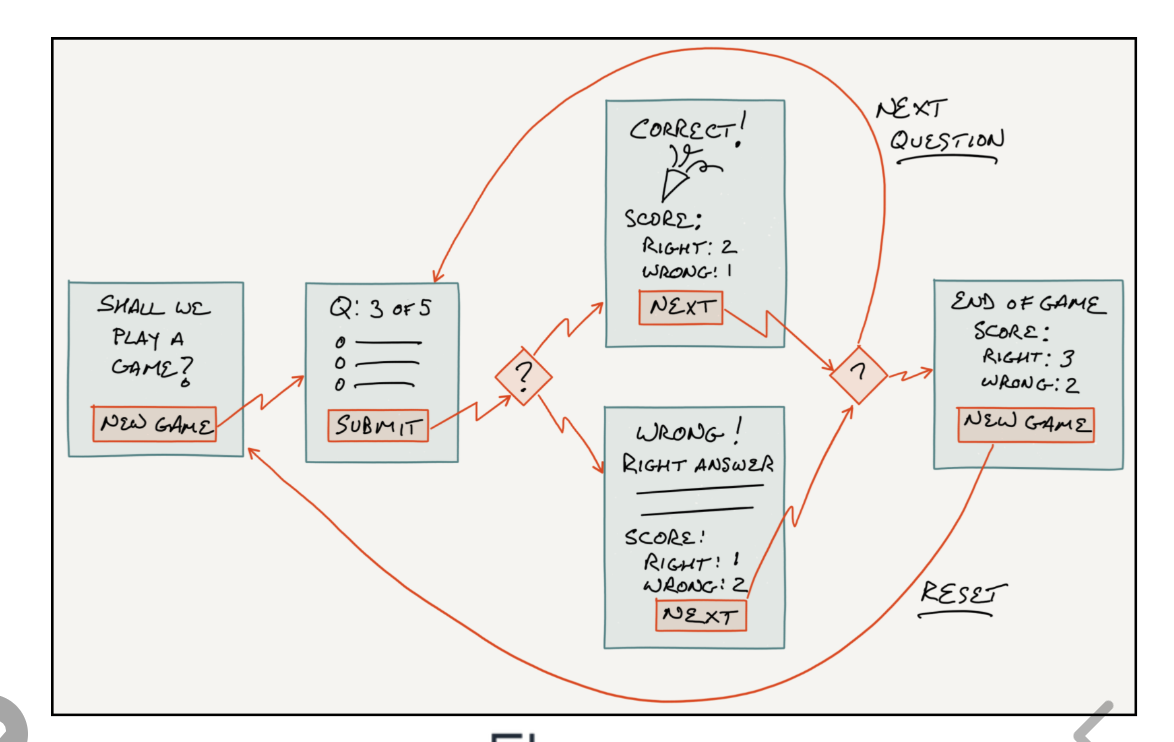 SHALL WE
PLAY A
GAME?
NEW GAME
Q: 3 OF 5
SUBMIT
?
CORRECT!
SCORE:
RIGHT: 2
WRONG: 1
NEXT
WRONG!
RIGHT ANSWER
SCORE:
RIGHT: 1
WRONG: 2
NEXT
?
NEXT
QUESTION
END OF GAME
SCORE:
RIGHT: 3
WRONG: 2
NEW GAME
RESET